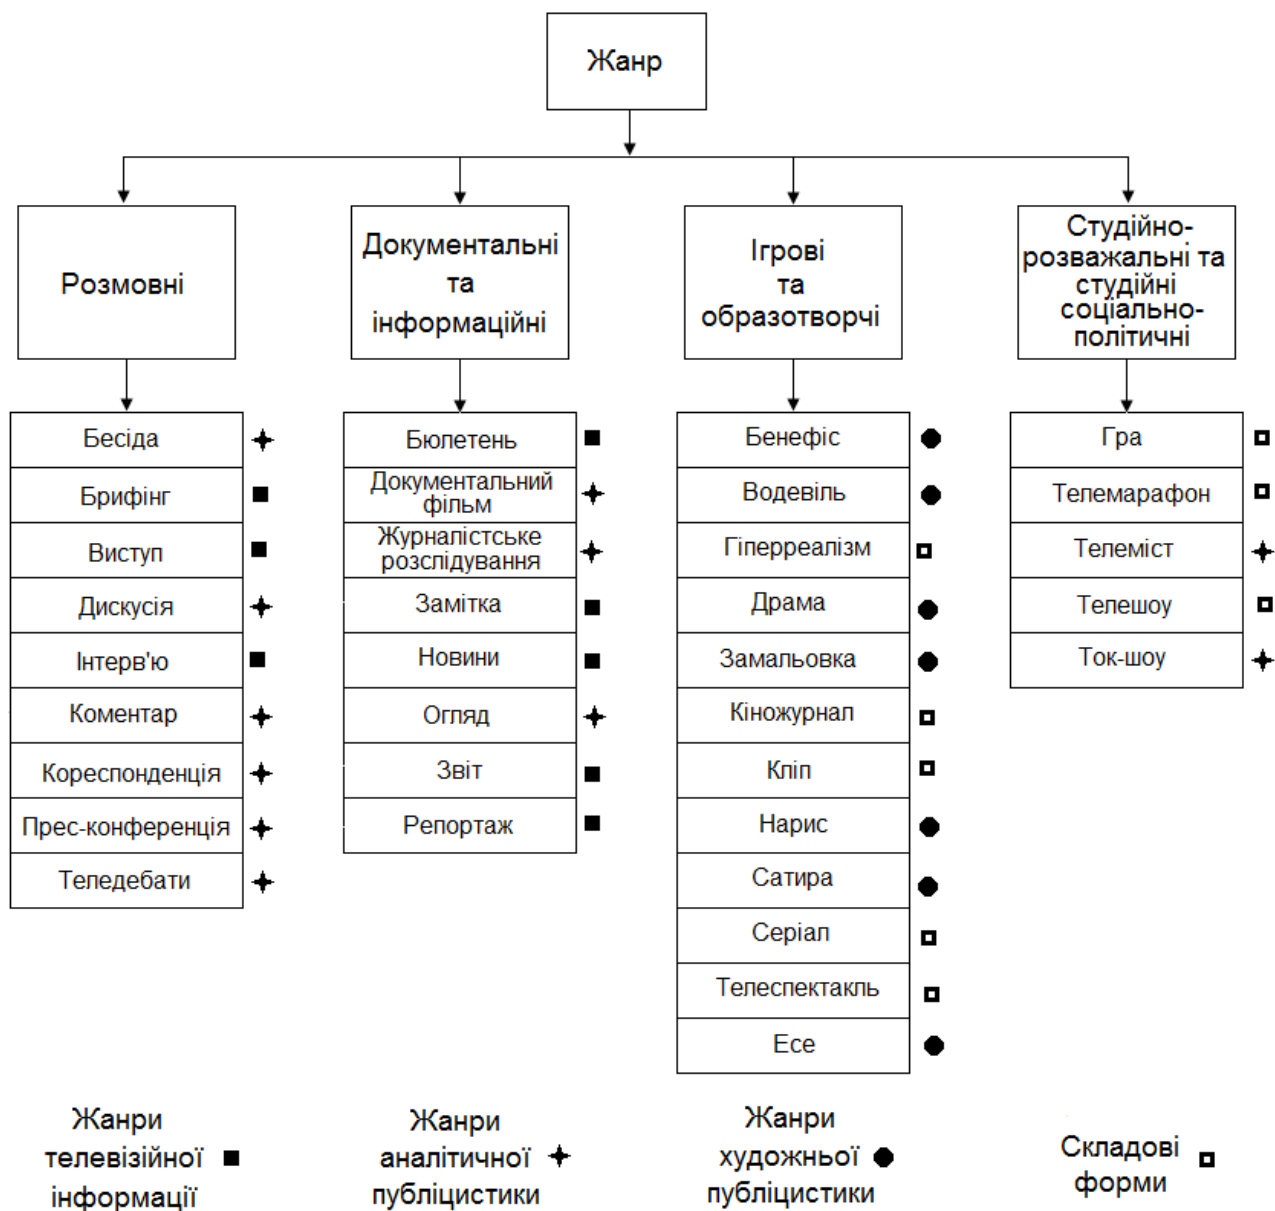 Жанр
Розмовні
Документальні
та
інформаційні
Ігрові
та
образотворчі
Студійно-
розважальні та
студійні
соціально-
політичні
Бесіда
Брифінг
Виступ
Дискусія
Інтерв'ю
Коментар
Кореспонденція
Прес-конференція
Теледебати
Бюлетень
Документальний
фільм
Журналістське
розслідування
Замітка
Новини
Огляд
Звіт
Репортаж
Бенефіс
Водевіль
Гіперреалізм
Драма
Замальовка
Кіножурнал
Кліп
Нарис
Сатира
Серіал
Телеспектакль
Есе
Гра
Телемарафон
Телеміст
Телешоу
Ток-шоу
Жанри
телевізійної
інформації
Жанри
аналітичної
публіцистики
Жанри
художньої
публіцистики
Складові
форми